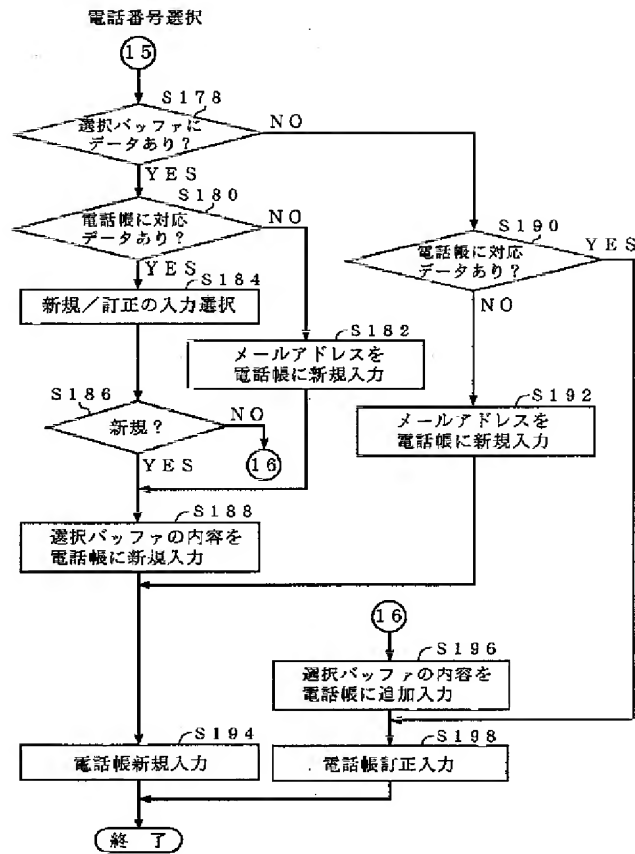 電話番号選択
15
S178
選択バッファに
データあり?
NO
YES
S180
電話帳に対応
データあり?
NO
YES
S190
電話帳に対応
データあり?
YES
NO
S184
新規/訂正の入力選択
S182
メールアドレスを
電話帳に新規入力
S186
新規?
NO
16
YES
S192
メールアドレスを
電話帳に新規入力
S188
選択バッファの内容を
電話帳に新規入力
16
S196
選択バッファの内容を
電話帳に追加入力
S194
電話帳新規入力
S198
電話帳訂正入力
終了